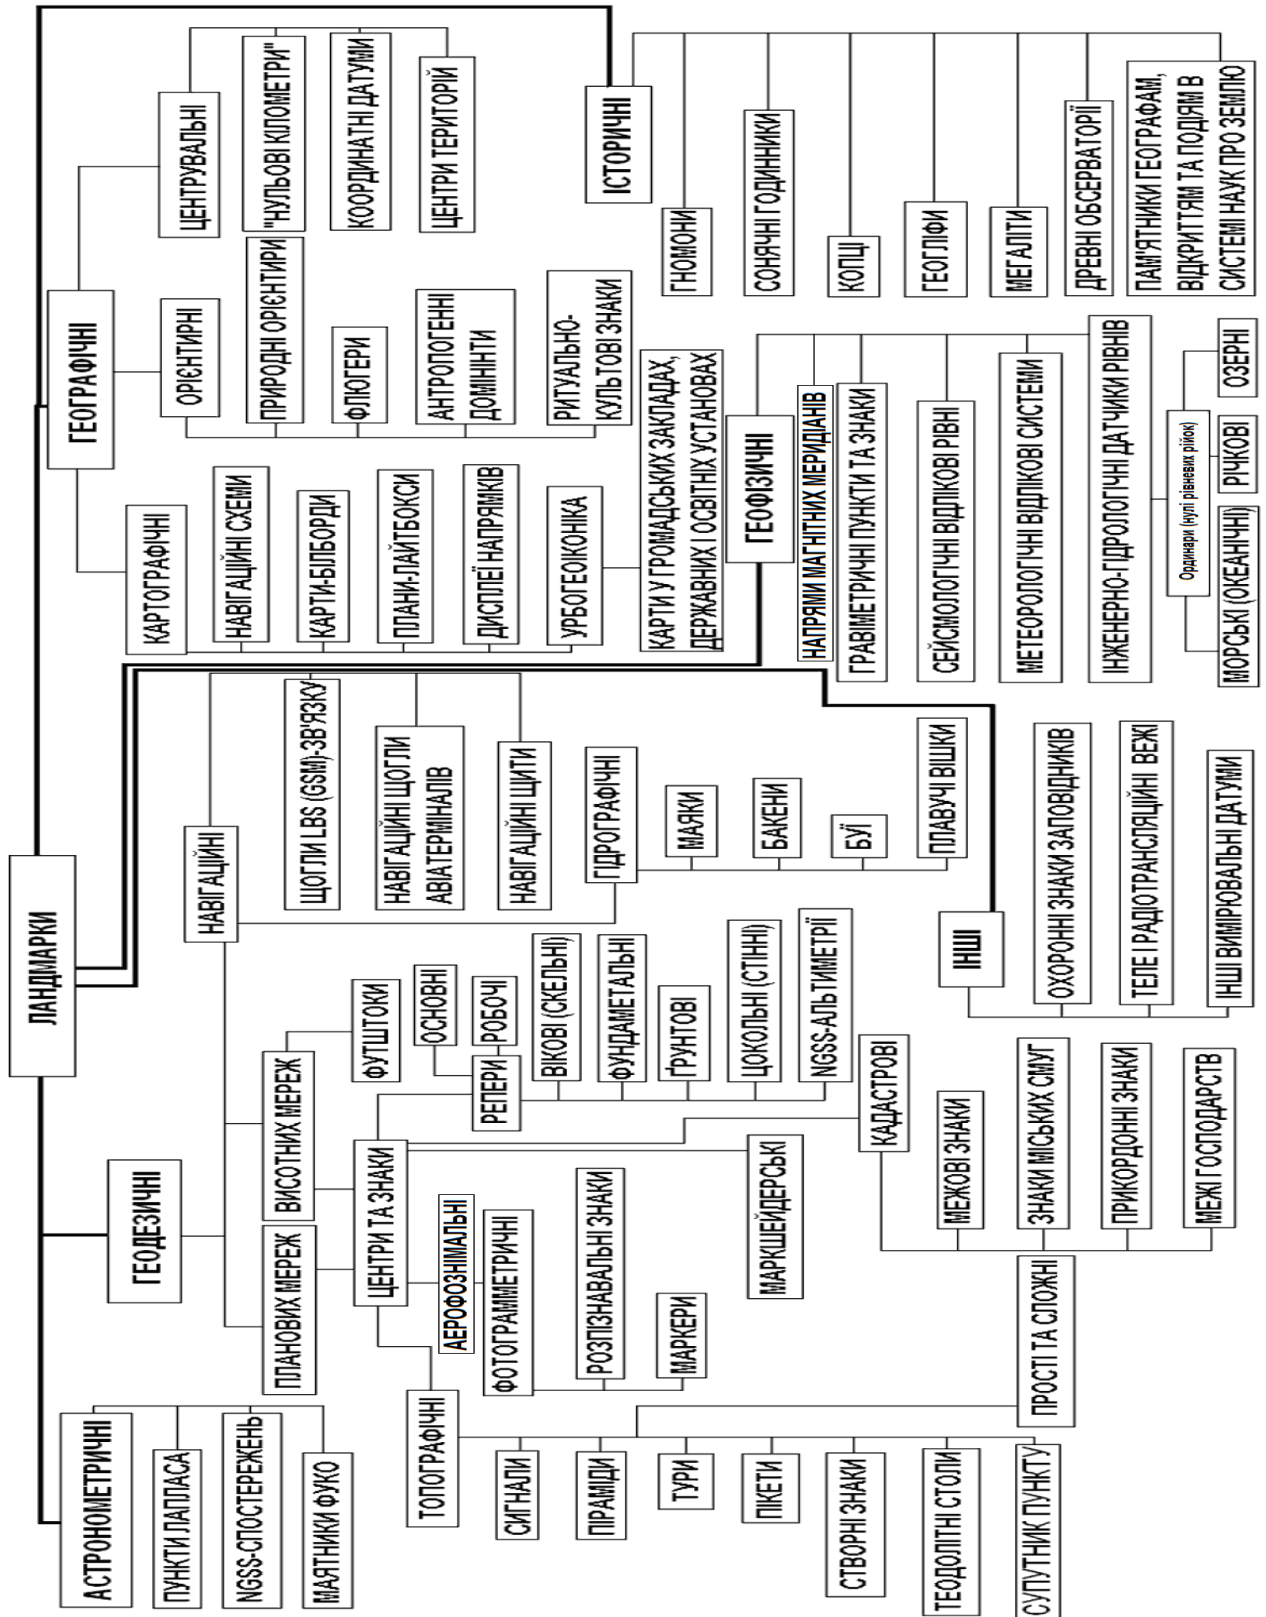 ЛАНДМАРКИ
АСТРОНОМЕТРИЧНІ
ПУНКТИ ЛАПЛАСА
NGSS-СПОСТЕРЕЖЕНЬ
МАЯТНИКИ ФУКО
ГЕОДЕЗИЧНІ
ПЛАНОВИХ МЕРЕЖ
ВИСОТНИХ МЕРЕЖ
НАВІГАЦІЙНІ
ФУТШТОКИ
ЦЕНТРИ ТА ЗНАКИ
ТОПОГРАФІЧНІ
СИГНАЛИ
ПІРАМІДИ
ТУРИ
ПІКЕТИ
СТВОРНІ ЗНАКИ
ТЕОДОЛІТНІ СТОЛИ
СУПУТНИК ПУНКТУ
ПРОСТІ ТА СЛОЖНІ
АЕРОФОЗНІМАЛЬНІ
ФОТОГРАММЕТРИЧНІ
РОЗПІЗНАВАЛЬНІ ЗНАКИ
МАРКЕРИ
МАРКШЕЙДЕРСЬКІ
РЕПЕРИ
ОСНОВНІ
РОБОЧІ
ВІКОВІ (СКЕЛЬНІ)
ФУНДАМЕТАЛЬНІ
ҐРУНТОВІ
ЦОКОЛЬНІ (СТІННІ)
NGSS-АЛЬТИМЕТРІЇ
КАДАСТРОВІ
МЕЖОВІ ЗНАКИ
ЗНАКИ МІСЬКИХ СМУГ
ПРИКОРДОННІ ЗНАКИ
МЕЖІ ГОСПОДАРСТВ
ЩОГЛИ LBS (GSM)-ЗВ'ЯЗКУ
НАВІГАЦІЙНІ ЩОГЛИ
АВІАТЕРМІНАЛІВ
НАВІГАЦІЙНІ ЩИТИ
ГІДРОГРАФІЧНІ
МАЯКИ
БАКЕНИ
БУЇ
ПЛАВУЧІ ВІШКИ
ІНШІ
ОХОРОННІ ЗНАКИ ЗАПОВІДНИКІВ
ТЕЛЕ І РАДІОТРАНСЛЯЦІЙНІ ВЕЖІ
ІНШІ ВИМІРЮВАЛЬНІ ДАТУМИ
ГЕОГРАФІЧНІ
КАРТОГРАФІЧНІ
НАВІГАЦІЙНІ СХЕМИ
КАРТИ-БІЛБОРДИ
ПЛАНИ-ЛАЙТБОКСИ
ДИСПЛЕЇ НАПРЯМКІВ
УРБОГЕОІКОНІКА
КАРТИ У ГРОМАДСЬКИХ ЗАКЛАДАХ,
ДЕРЖАВНИХ І ОСВІТНІХ УСТАНОВАХ
ОРІЄНТИРНІ
ПРИРОДНІ ОРІЄНТИРИ
ФЛЮГЕРИ
АНТРОПОГЕННІ
ДОМІНІНТИ
РИТУАЛЬНО-
КУЛЬТОВІ ЗНАКИ
ЦЕНТРУВАЛЬНІ
"НУЛЬОВІ КІЛОМЕТРИ"
КООРДИНАТНІ ДАТУМИ
ЦЕНТРИ ТЕРИТОРІЙ
ГЕОФІЗИЧНІ
НАПРЯМИ МАГНІТНИХ МЕРИДІАНІВ
ГРАВІМЕТРИЧНІ ПУНКТИ ТА ЗНАКИ
СЕЙСМОЛОГІЧНІ ВІДЛІКОВІ РІВНІ
МЕТЕОРОЛОГІЧНІ ВІДЛІКОВІ СИСТЕМИ
ІНЖЕНЕРНО-ГІДРОЛОГІЧНІ ДАТЧИКИ РІВНІВ
Ординари (нулі рівневих рійок)
МОРСЬКІ (ОКЕАНІЧНІ)
РІЧКОВІ
ОЗЕРНІ
ІСТОРИЧНІ
ГНОМОНИ
СОНЯЧНІ ГОДИННИКИ
КОПЦІ
ГЕОГЛІФИ
МЕГАЛІТИ
ДРЕВНІ ОБСЕРВАТОРІЇ
ПАМ'ЯТНИКИ ГЕОГРАФАМ,
ВІДКРИТТЯМ ТА ПОДІЯМ В
СИСТЕМІ НАУК ПРО ЗЕМЛЮ